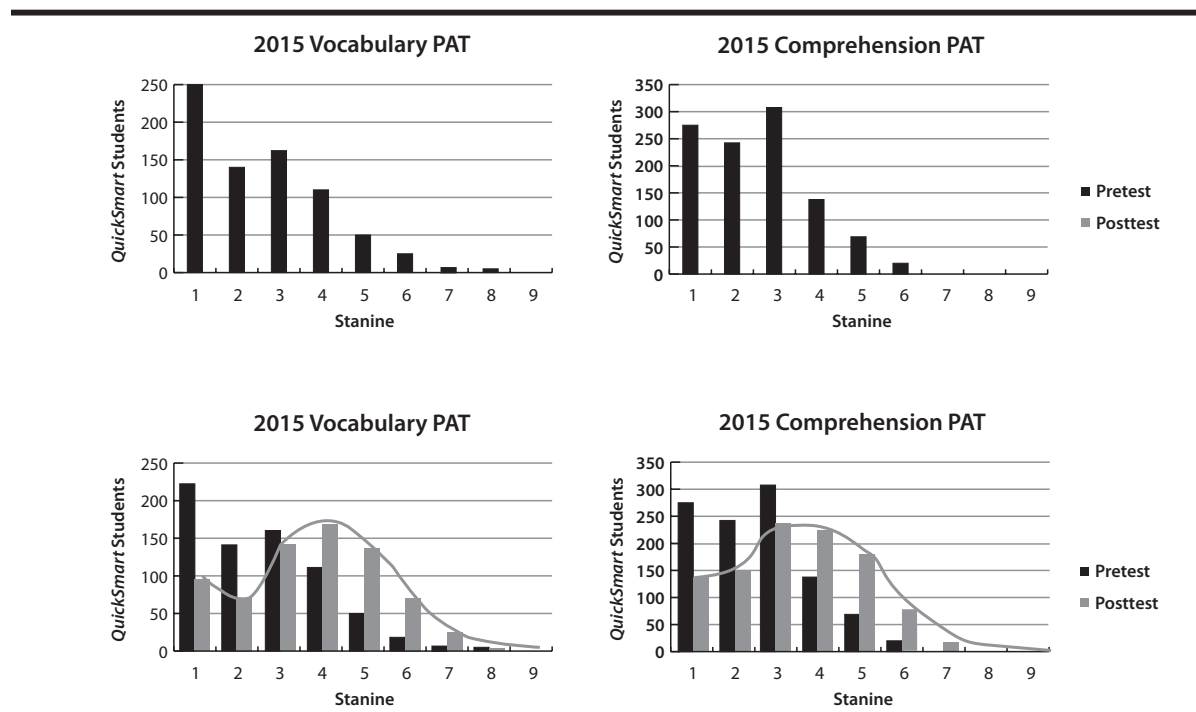 2015 Vocabulary PAT
QuickSmart Students
250
200
150
100
50
0
1 2 3 4 5 6 7 8 9
Stanine
2015 Comprehension PAT
QuickSmart Students
350
300
250
200
150
100
50
0
1 2 3 4 5 6 7 8 9
Stanine
Pretest
Posttest
2015 Vocabulary PAT
QuickSmart Students
250
200
150
100
50
0
1 2 3 4 5 6 7 8 9
Stanine
2015 Comprehension PAT
QuickSmart Students
350
300
250
200
150
100
50
0
1 2 3 4 5 6 7 8 9
Stanine
Pretest
Posttest